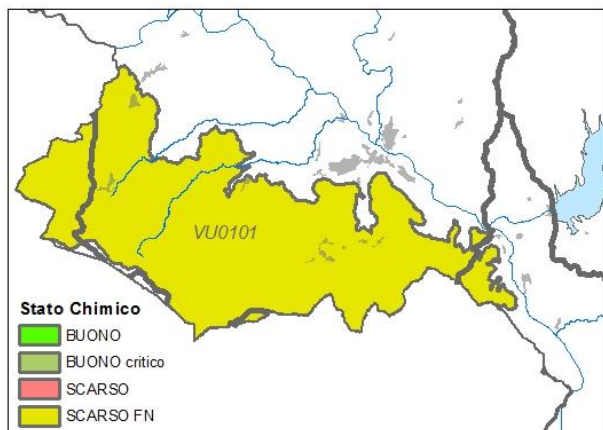 VU0101
Stato Chimico
BUONO
BUONO critico
SCARSO
SCARSO FN